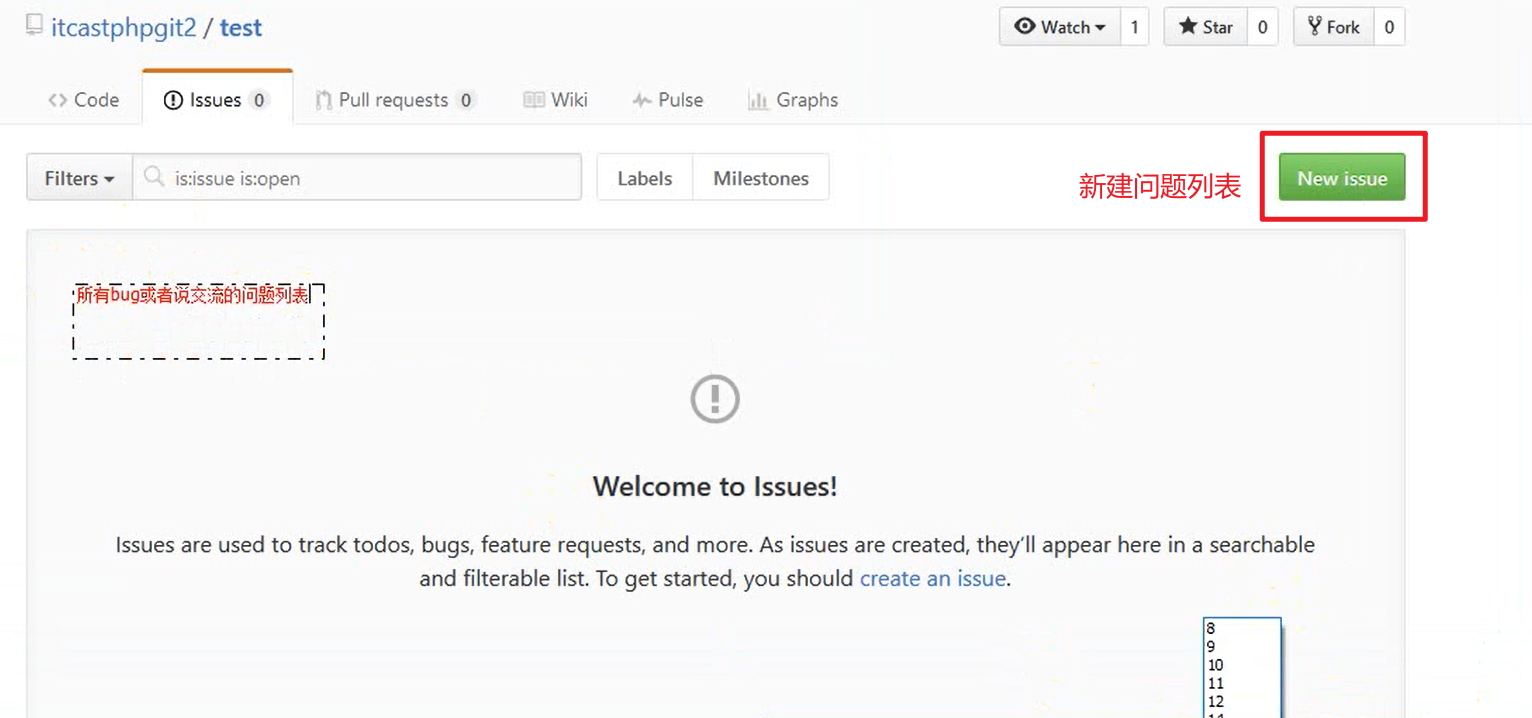 itcastphpgit2 / test
Watch 1 Star 0 Fork 0
Code Issues 0 Pull requests 0 Wiki Pulse Graphs
Filters is:issue is:open Labels Milestones 新建问题列表 New issue
所有bug或者说交流的问题列表
Welcome to Issues!
Issues are used to track todos, bugs, feature requests, and more. As issues are created, they'll appear here in a searchable
and filterable list. To get started, you should create an issue.
8
9
10
11
12